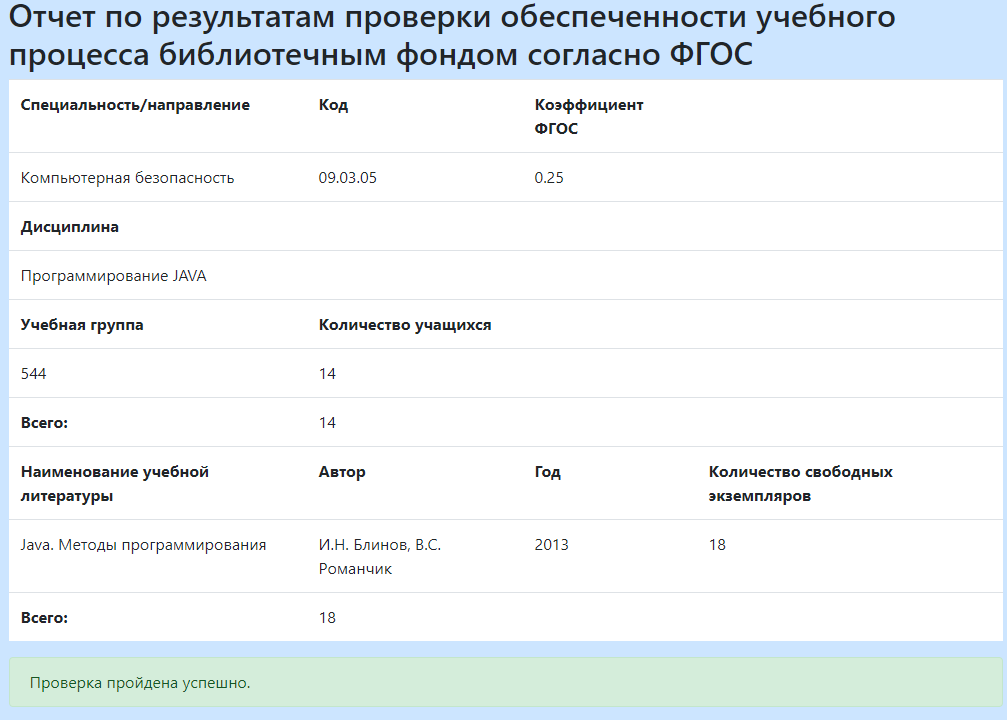 Отчет по результатам проверки обеспеченности учебного
процесса библиотечным фондом согласно ФГОС
Специальность/направление Код Коэффициент
ФГОС
Компьютерная безопасность 09.03.05 0.25
Дисциплина
Программирование JAVA
Учебная группа Количество учащихся
544 14
Всего: 14
Наименование учебной Автор Год Количество свободных
литературы экземпляров
Java. Методы программирования И.Н. Блинов, В.С. 2013 18
Романчик
Всего: 18
Проверка пройдена успешно.